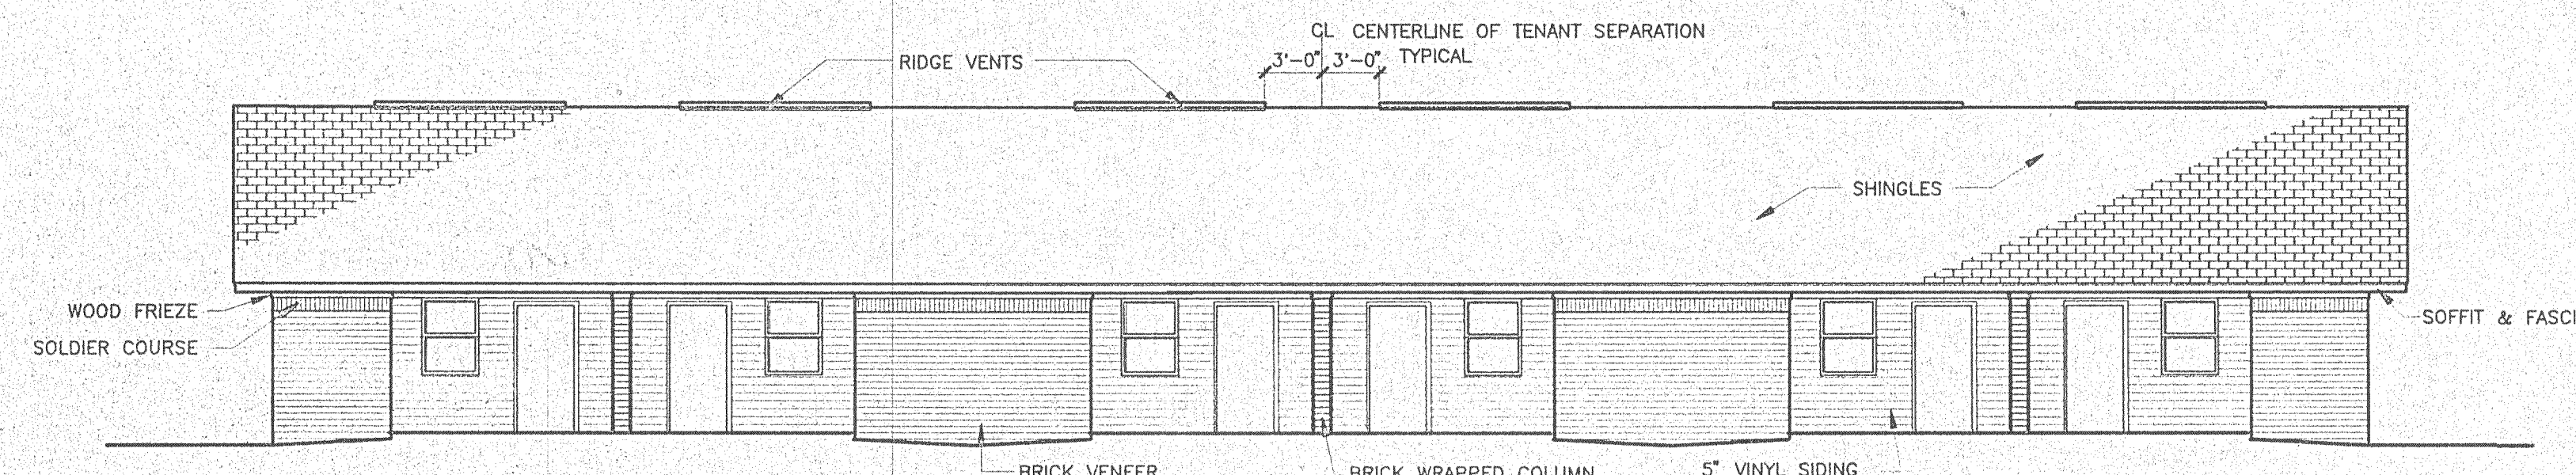 CL CENTERLINE OF TENANT SEPARATION
3'-0" 3'-0" TYPICAL
RIDGE VENTS
SHINGLES
WOOD FRIEZE
SOLDIER COURSE
SOFFIT & FASCI
BRICK VENEER
BRICK WRAPPED COLUMN
5" VINYL SIDING